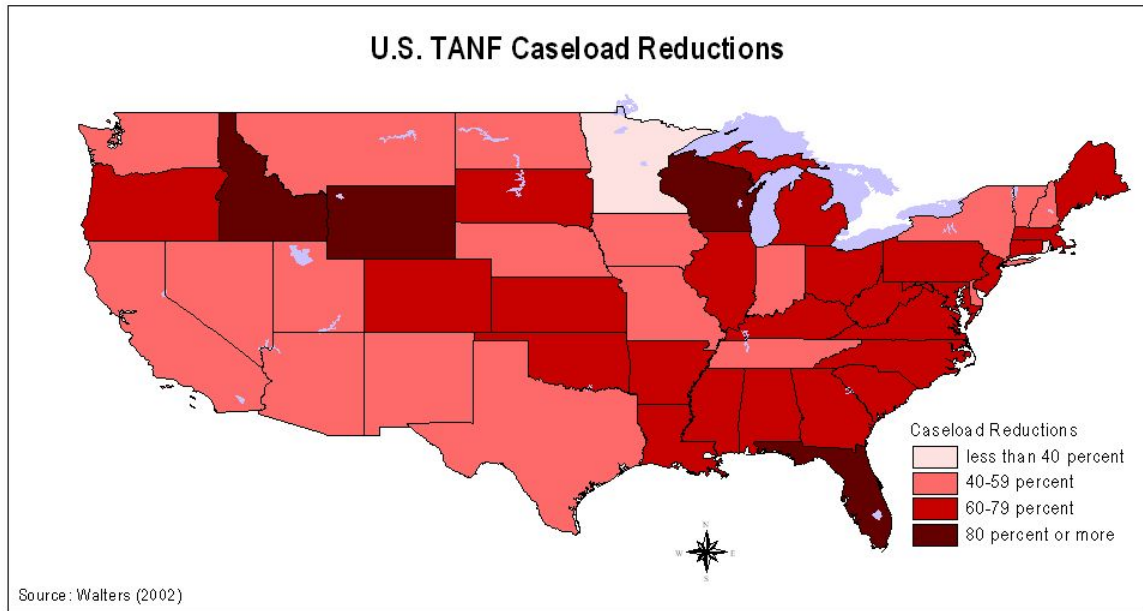 U.S. TANF Caseload Reductions
Caseload Reductions
less than 40 percent
40-59 percent
60-79 percent
80 percent or more
N
W E
S
Source: Walters (2002)